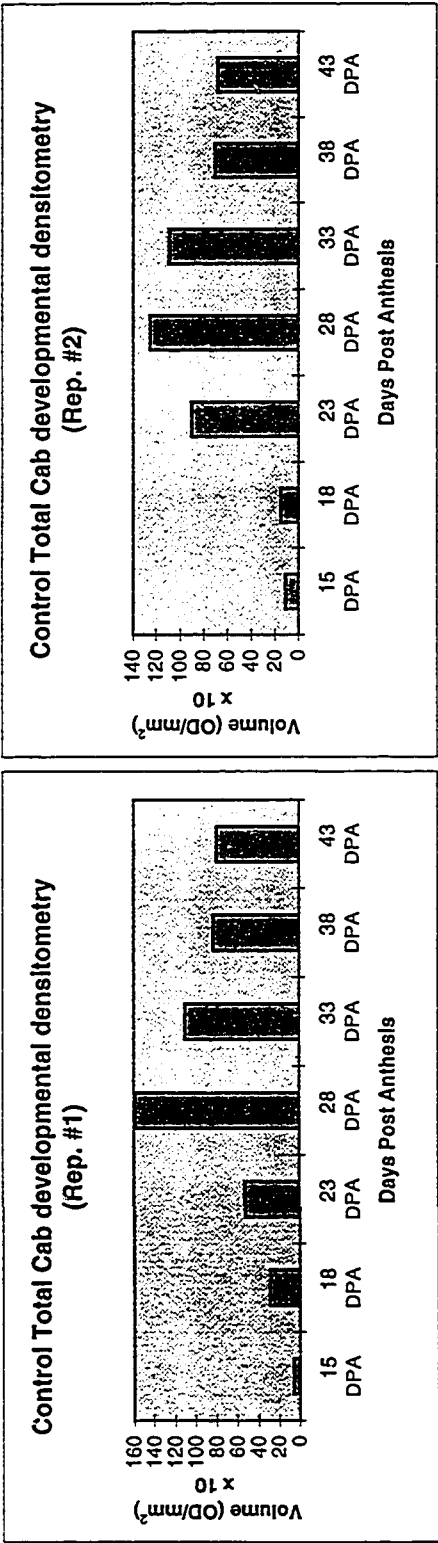 Control Total Cab developmental densitometry
(Rep. #1)
Volume (OD/mm²)
x 10
160
140
120
100
80
60
40
20
0
15 18 23 28 33 38 43
DPA DPA DPA DPA DPA DPA DPA
Days Post Anthesis
Control Total Cab developmental densitometry
(Rep. #2)
Volume (OD/mm²)
x 10
140
120
100
80
60
40
20
0
15 18 23 28 33 38 43
DPA DPA DPA DPA DPA DPA DPA
Days Post Anthesis